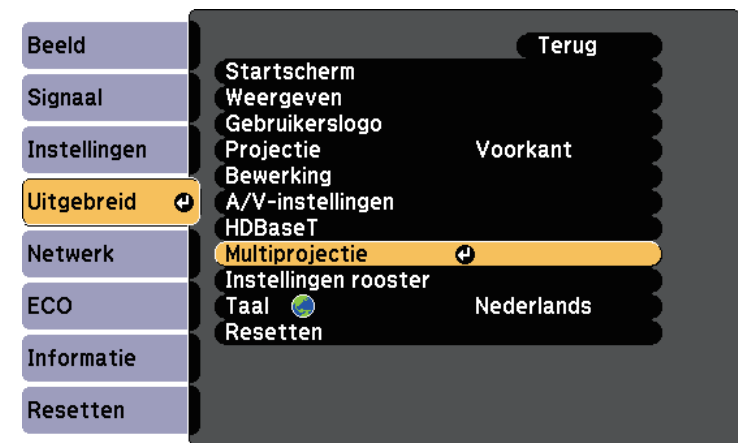 Beeld
Signaal
Instellingen
Uitgebreid
Netwerk
ECO
Informatie
Resetten
Terug
Startscherm
Weergeven
Gebruikerslogo
Projectie Voorkant
Bewerking
A/V-instellingen
HDBaseT
Multiprojectie
Instellingen rooster
Taal Nederlands
Resetten